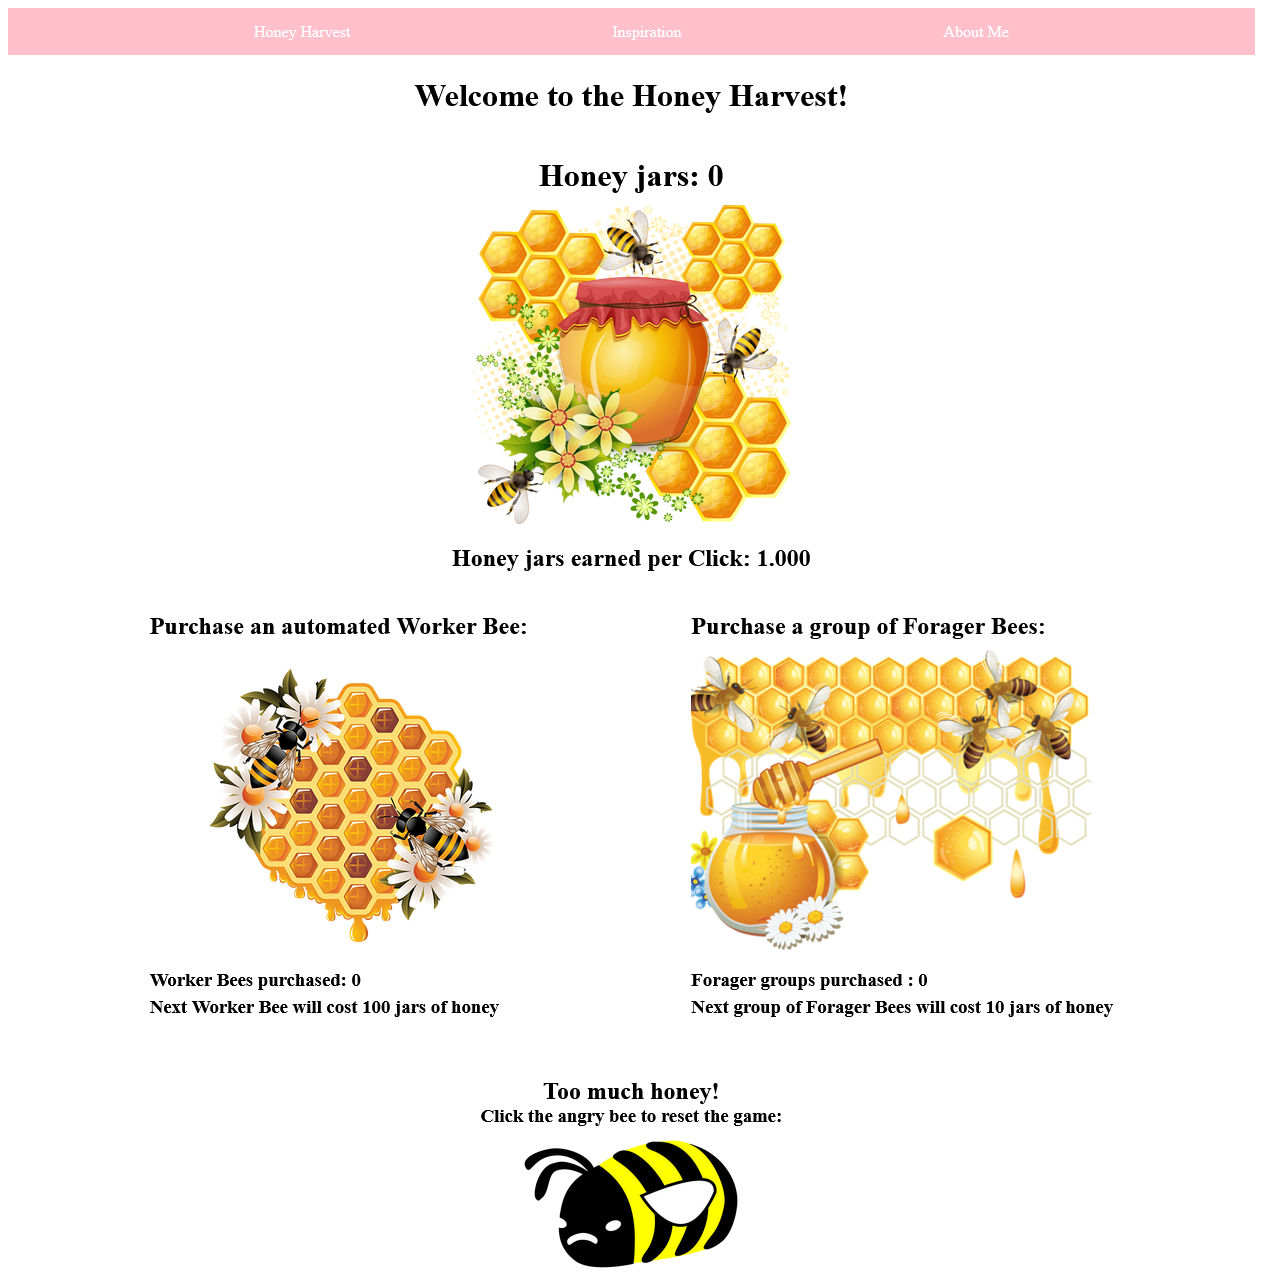 Honey Harvest Inspiration About Me
Welcome to the Honey Harvest!
Honey jars: 0
Honey jars earned per Click: 1.000
Purchase an automated Worker Bee:
Worker Bees purchased: 0
Next Worker Bee will cost 100 jars of honey
Purchase a group of Forager Bees:
Forager groups purchased : 0
Next group of Forager Bees will cost 10 jars of honey
Too much honey!
Click the angry bee to reset the game: